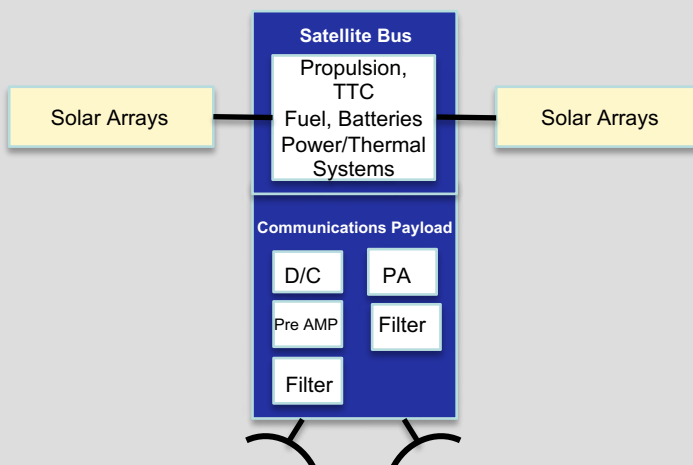 Satellite Bus
Propulsion,
TTC
Fuel, Batteries
Power/Thermal
Systems
Solar Arrays
Solar Arrays
Communications Payload
D/C
PA
Pre AMP
Filter
Filter